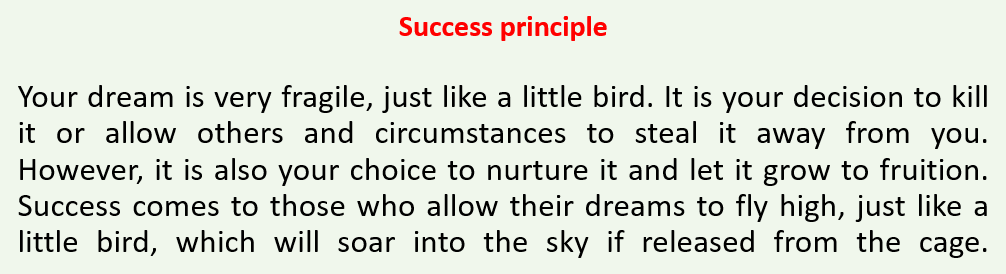 Success principle
Your dream is very fragile, just like a little bird. It is your decision to kill
it or allow others and circumstances to steal it away from you.
However, it is also your choice to nurture it and let it grow to fruition.
Success comes to those who allow their dreams to fly high, just like a
little bird, which will soar into the sky if released from the cage.